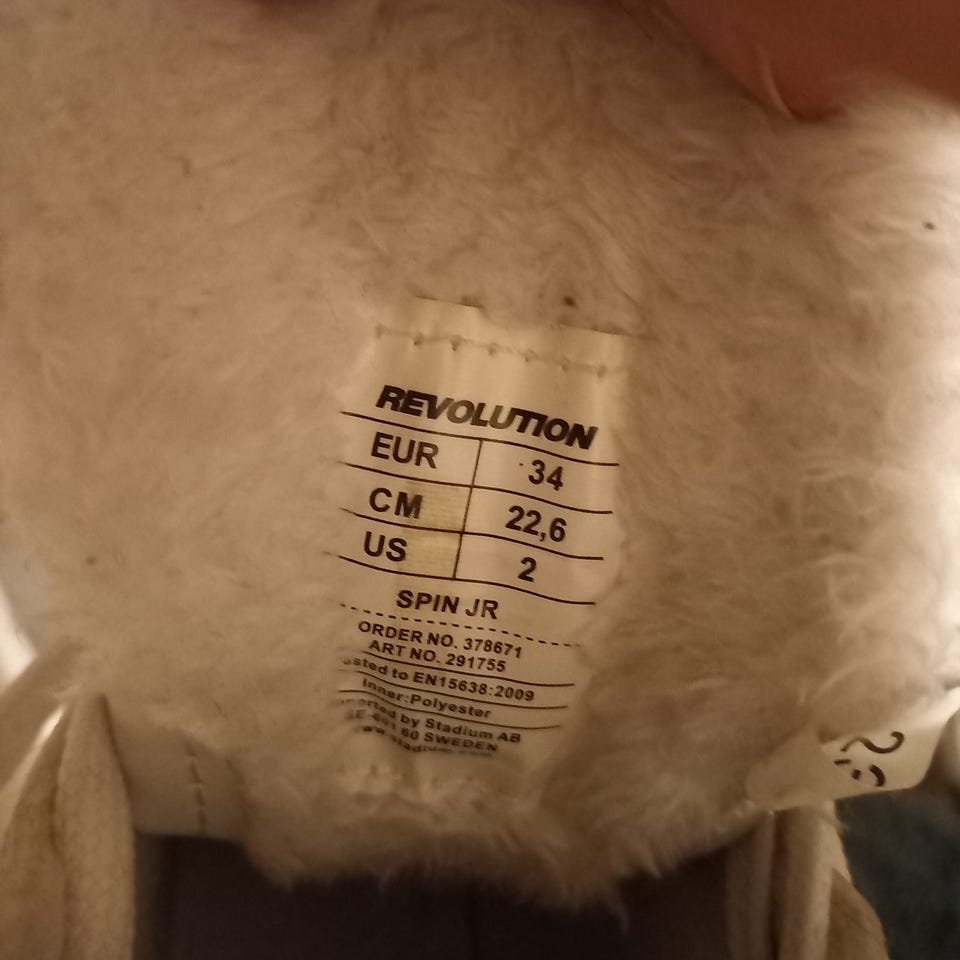 REVOLUTION
EUR 34
CM 22,6
US 2
SPIN JR
ORDER NO. 378671
ART NO. 291755
to EN15638:2009
Inner:Polyester
by Stadium AB
60 SWEDEN